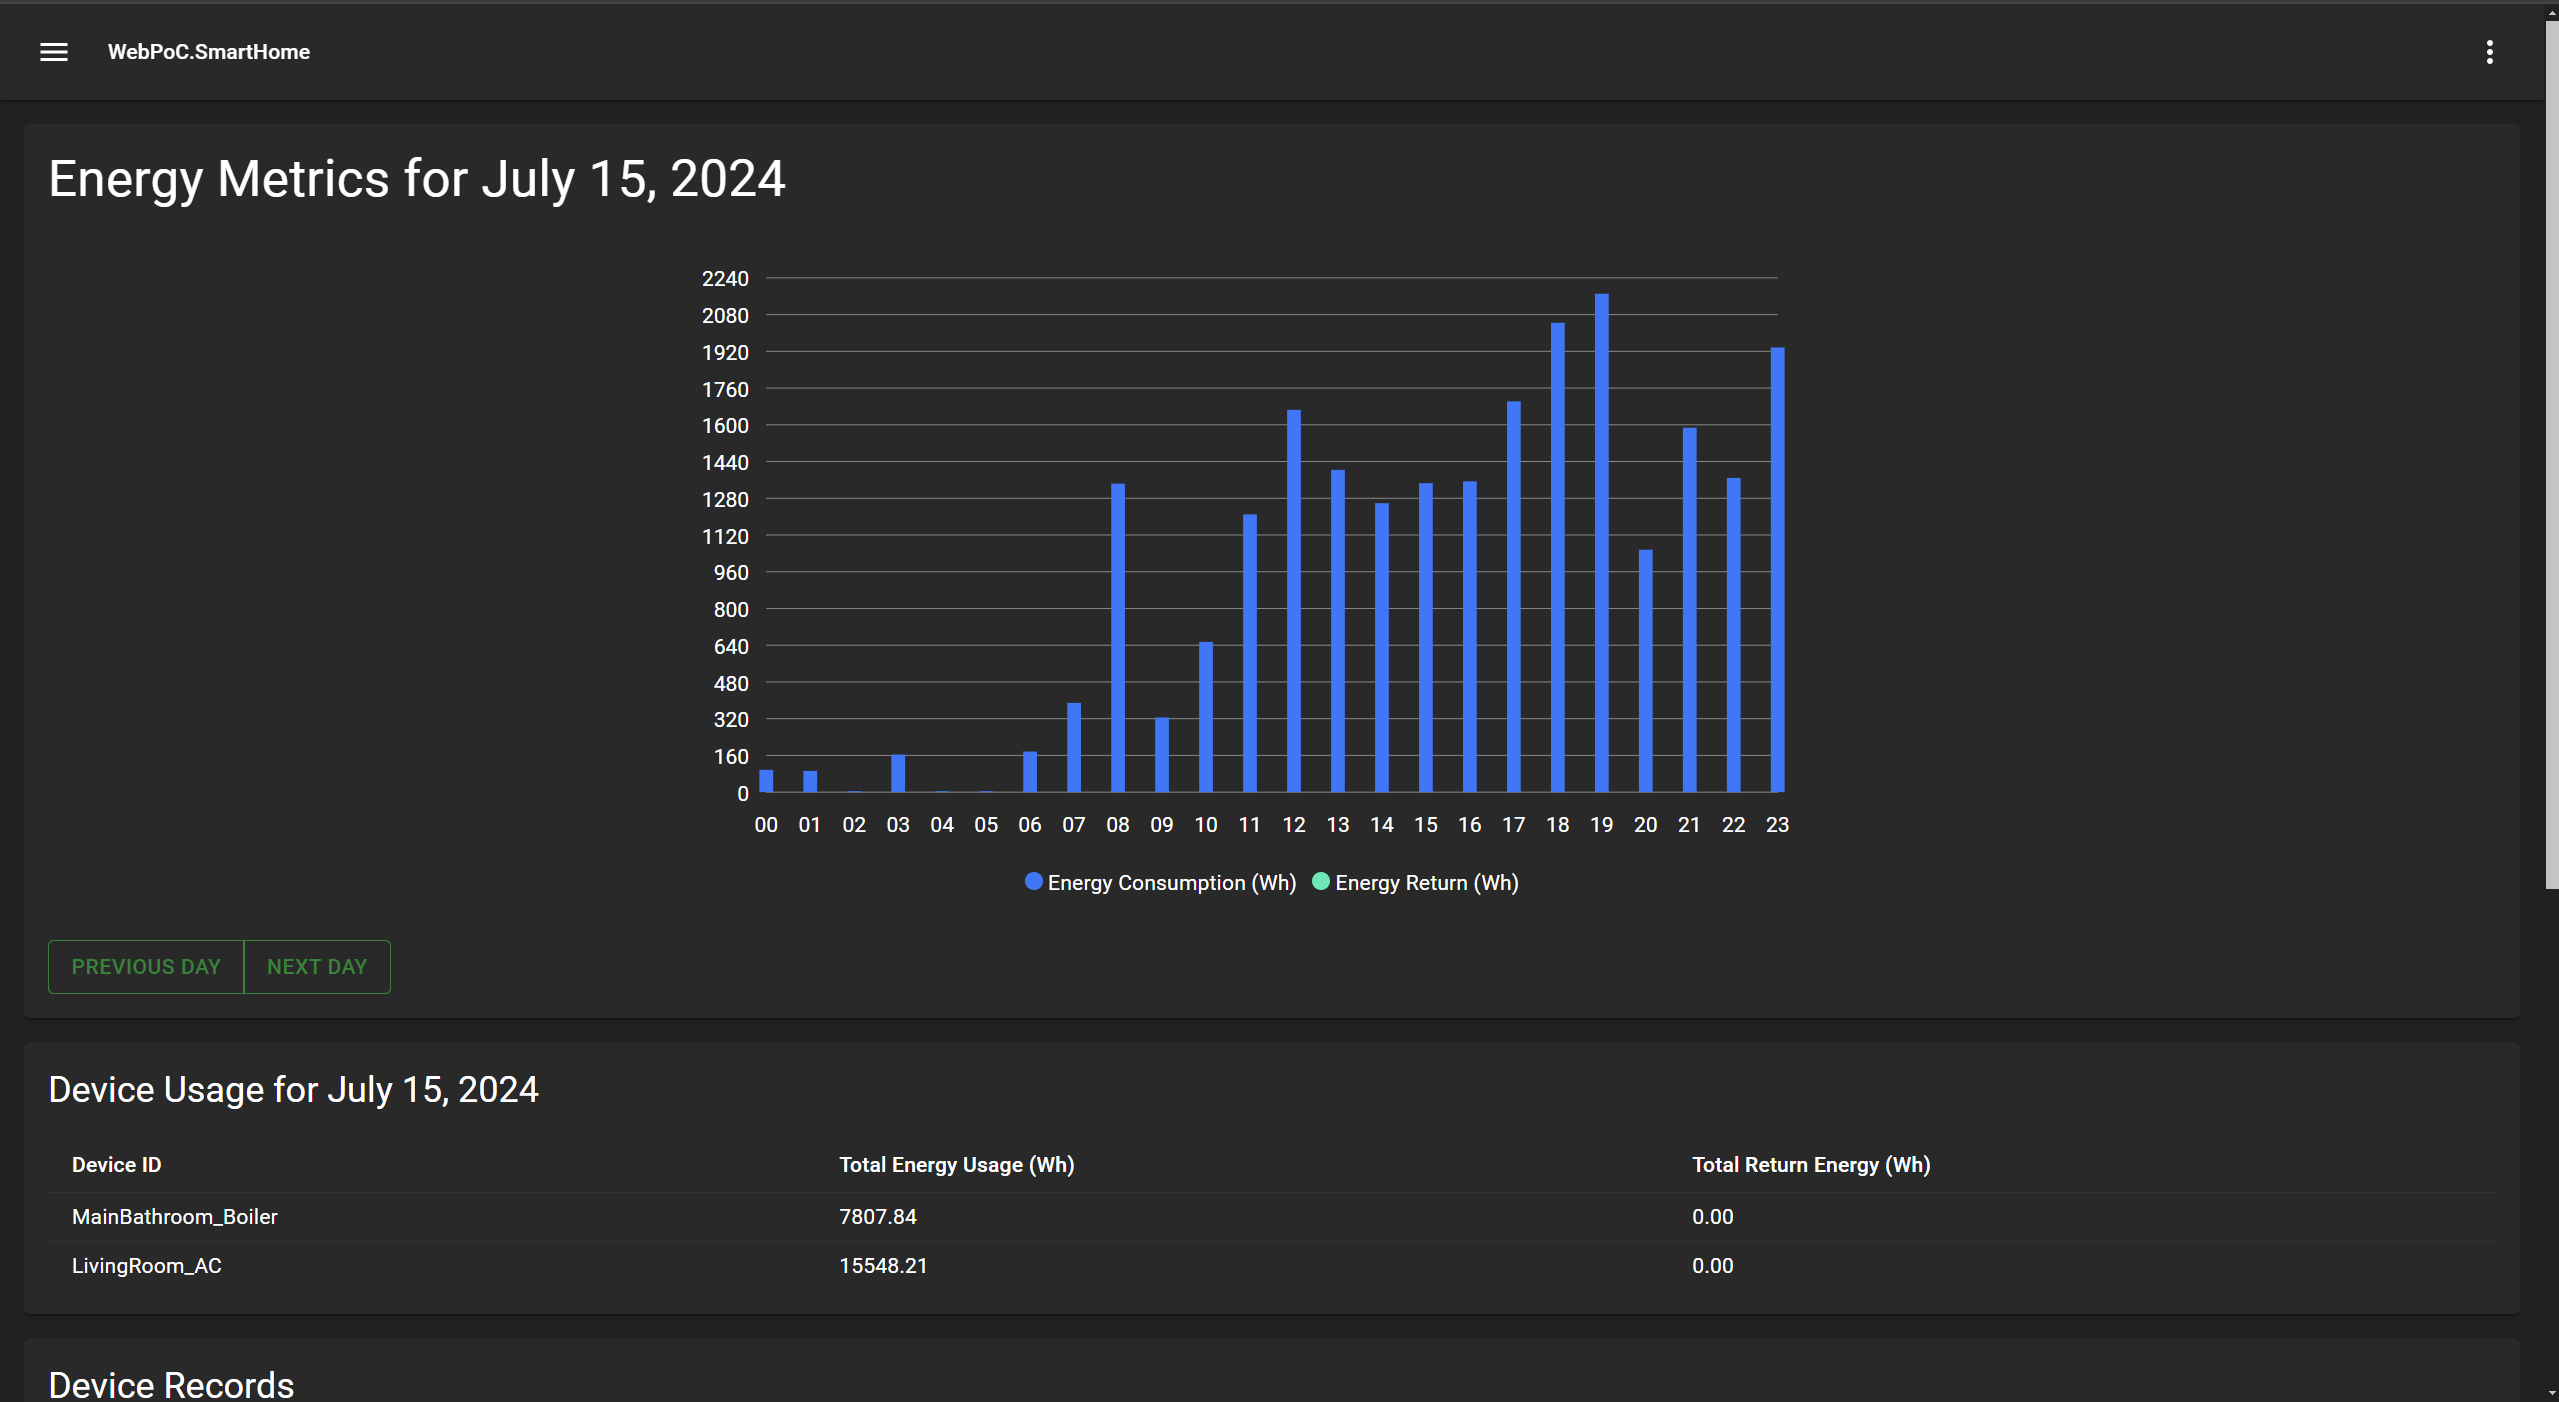 WebPoC.SmartHome
Energy Metrics for July 15, 2024
2240
2080
1920
1760
1600
1440
1280
1120
960
800
640
480
320
160
0
00 01 02 03 04 05 06 07 08 09 10 11 12 13 14 15 16 17 18 19 20 21 22 23
Energy Consumption (Wh) Energy Return (Wh)
PREVIOUS DAY NEXT DAY
Device Usage for July 15, 2024
Device ID Total Energy Usage (Wh) Total Return Energy (Wh)
MainBathroom_Boiler 7807.84 0.00
LivingRoom_AC 15548.21 0.00
Device Records